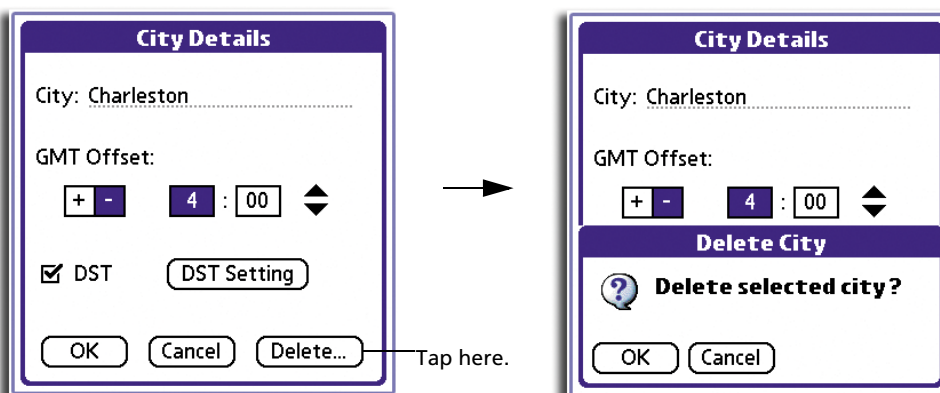 City Details
City: Charleston
GMT Offset:
+ - 4 : 00
DST DST Setting
OK Cancel Delete...
Tap here.
City Details
City: Charleston
GMT Offset:
+ - 4 : 00
Delete City
? Delete selected city?
OK Cancel